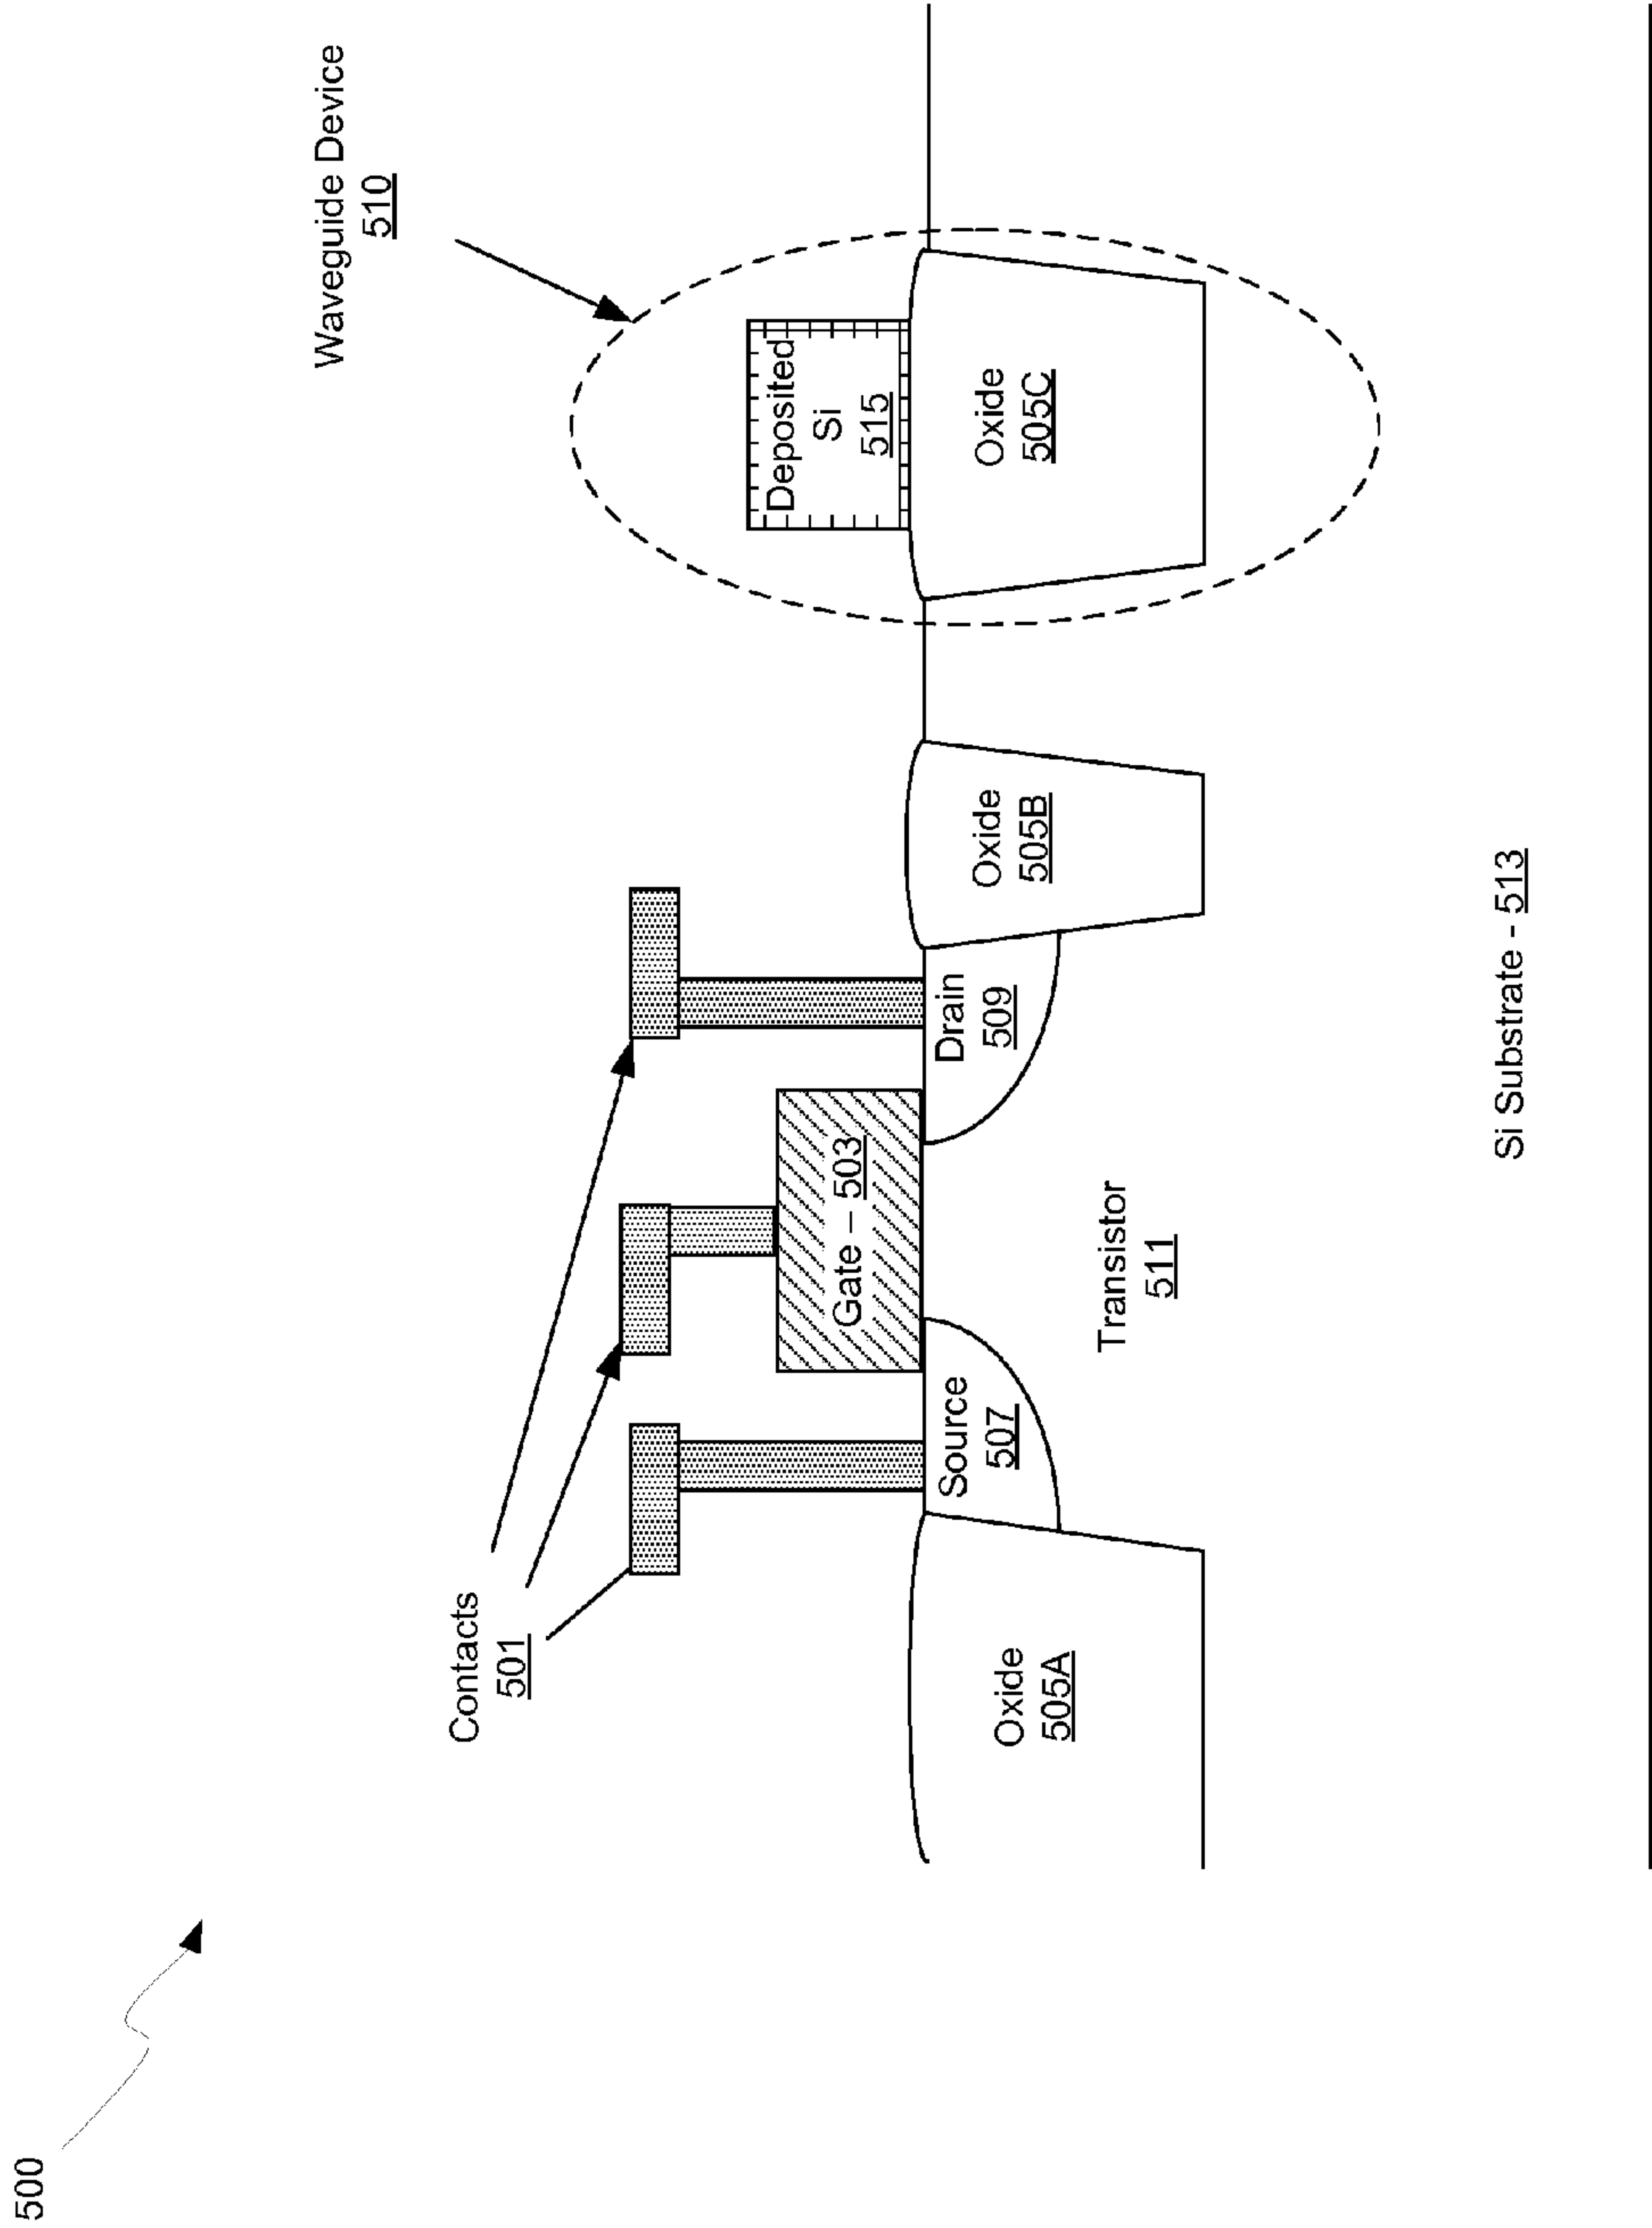 500
Waveguide Device
510
Contacts
501
Deposited
Si
515
Gate – 503
Source
507
Drain
509
Oxide
505A
Oxide
505B
Oxide
505C
Transistor
511
Si Substrate - 513